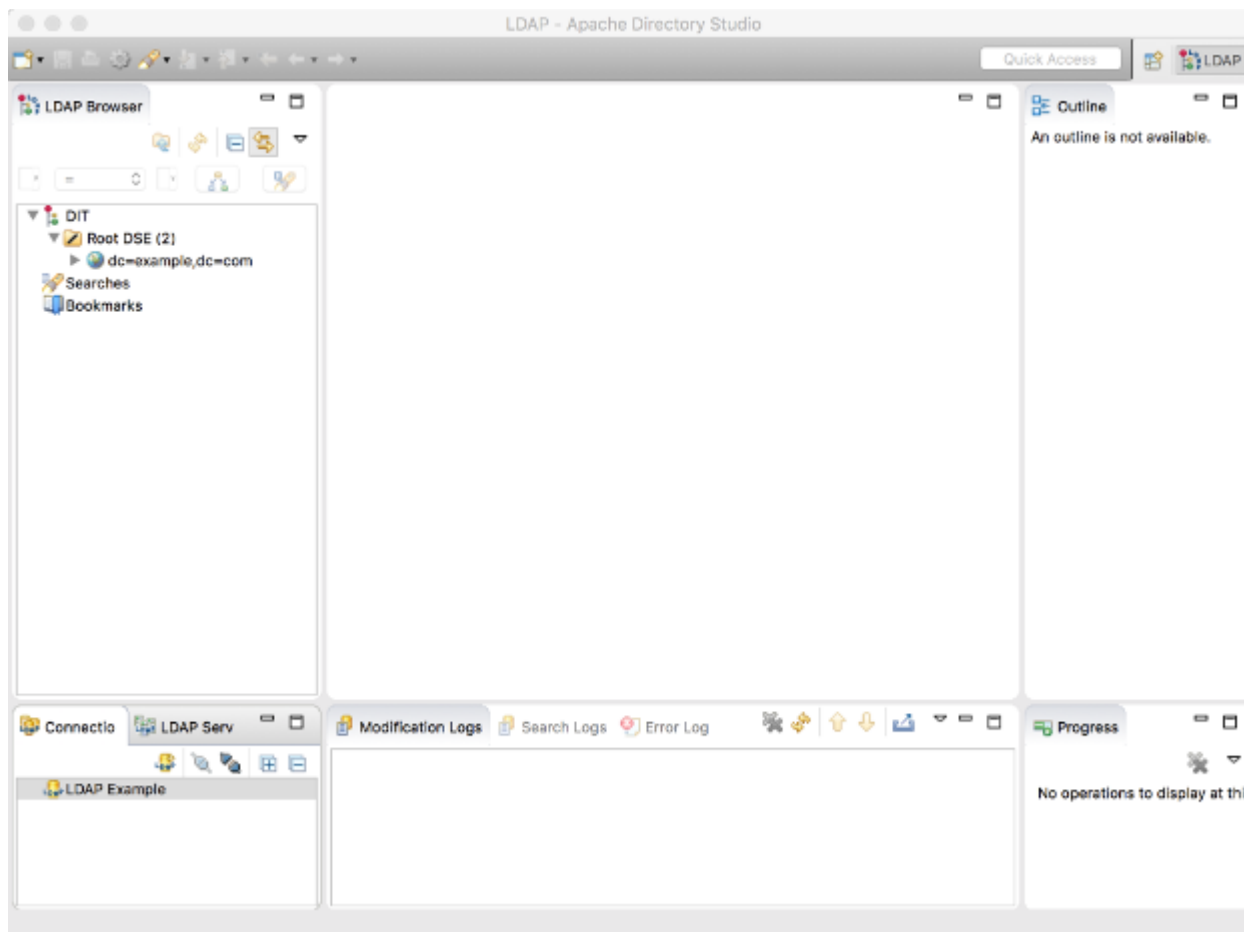 LDAP - Apache Directory Studio
Quick Access
LDAP
LDAP Browser
=
DIT
Root DSE (2)
dc=example,dc=com
Searches
Bookmarks
Outline
An outline is not available.
Connectio
LDAP Serv
LDAP Example
Modification Logs
Search Logs
Error Log
Progress
No operations to display at thi